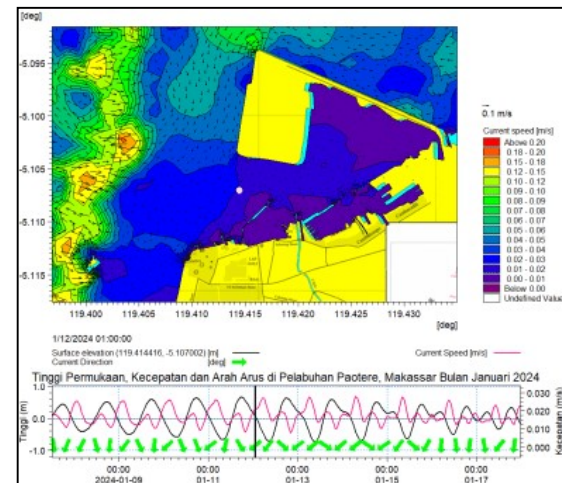 [deg]
-5.095
-5.100
-5.105
-5.110
-5.115
119.400 119.405 119.410 119.415 119.420 119.425 119.430
[deg]
0.1 m/s
Current speed [m/s]
Above 0.20
0.18 - 0.20
0.15 - 0.18
0.12 - 0.15
0.10 - 0.12
0.09 - 0.10
0.08 - 0.09
0.07 - 0.08
0.06 - 0.07
0.05 - 0.06
0.04 - 0.05
0.03 - 0.04
0.02 - 0.03
0.01 - 0.02
0.00 - 0.01
Below 0.00
Undefined Value
1/12/2024 01:00:00
Surface elevation (119.414416, -5.107002) [m]
Current Speed [m/s]
Current Direction [deg]
Tinggi Permukaan, Kecepatan dan Arah Arus di Pelabuhan Paotere, Makassar Bulan Januari 2024
Tinggi (m)
1.0
0.0
-1.0
0.030
0.020
0.010
0.000
Kecepatan (m/s)
00:00 00:00 00:00 00:00 00:00
2024-01-09 01-11 01-13 01-15 01-17